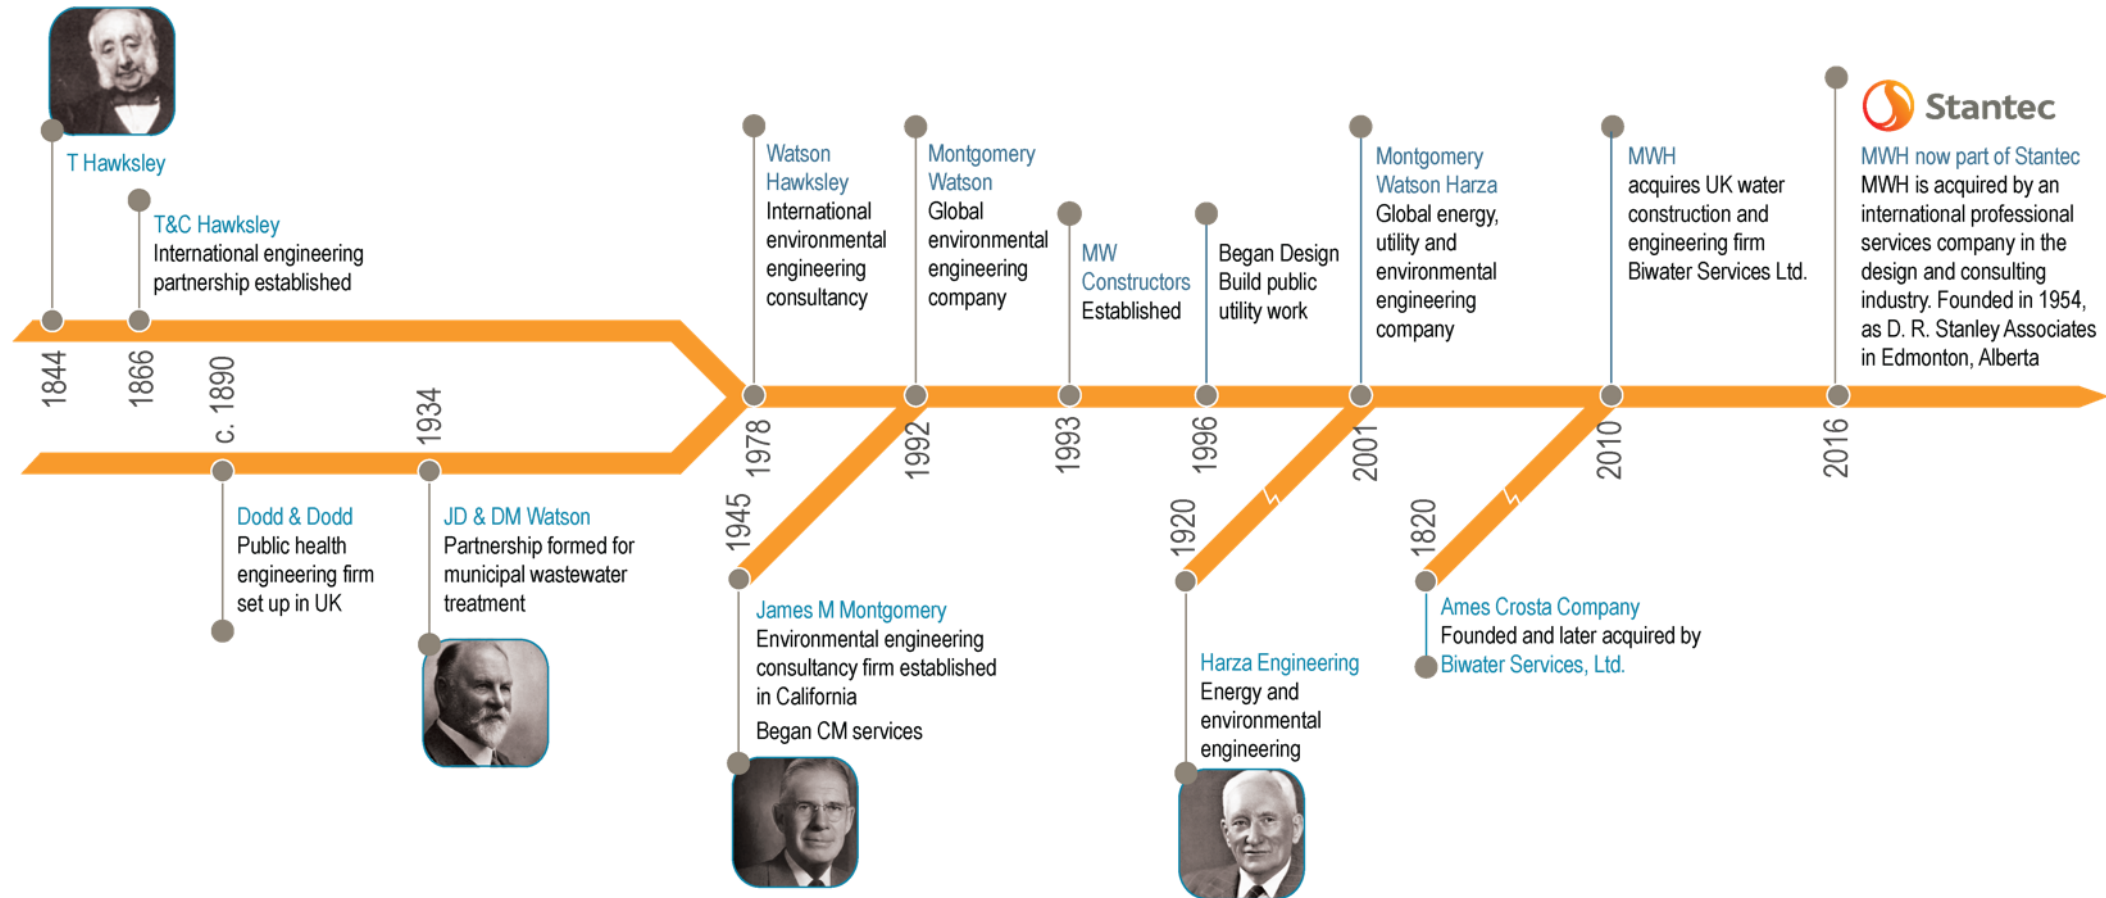 T Hawksley
T&C Hawksley
International engineering
partnership established
1844
1866
c. 1890
1934
Dodd & Dodd
Public health
engineering firm
set up in UK
JD & DM Watson
Partnership formed for
municipal wastewater
treatment
Watson
Hawksley
International
environmental
engineering
consultancy
1978
Montgomery
Watson
Global
environmental
engineering
company
1992
1945
James M Montgomery
Environmental engineering
consultancy firm established
in California
Began CM services
MW
Constructors
Established
1993
Began Design
Build public
utility work
1996
Montgomery
Watson Harza
Global energy,
utility and
environmental
engineering
company
2001
1920
Harza Engineering
Energy and
environmental
engineering
MWH
acquires UK water
construction and
engineering firm
Biwater Services Ltd.
2010
1820
Ames Crosta Company
Founded and later acquired by
Biwater Services, Ltd.
Stantec
MWH now part of Stantec
MWH is acquired by an
international professional
services company in the
design and consulting
industry. Founded in 1954,
as D. R. Stanley Associates
in Edmonton, Alberta
2016